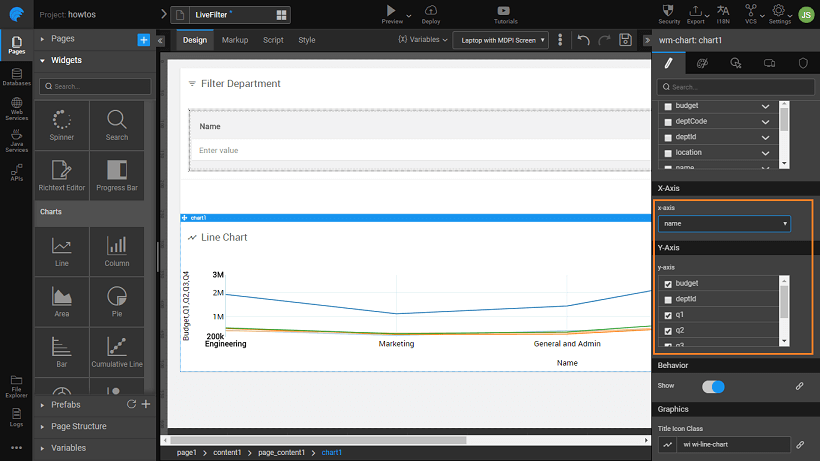 Project: howtos
LiveFilter *
Preview
Deploy
Tutorials
Security
Export
I18N
VCS
Settings
JS
Pages
Databases
Web
Services
Java
Services
APIs
File
Explorer
Logs
Pages
Widgets
Search...
Spinner
Search
Richtext Editor
Progress Bar
Charts
Line
Column
Area
Pie
Bar
Cumulative Line
Prefabs
Page Structure
Variables
Design
Markup
Script
Style
{x} Variables
Laptop with MDPI Screen
Filter Department
Name
Enter value
chart1
Line Chart
Budget,Q1,Q2,Q3,Q4
3M
2M
1M
200k
Engineering
Marketing
General and Admin
Name
page1 > content1 > page_content1 > chart1
wm-chart: chart1
Search...
budget
deptCode
deptId
location
name
X-Axis
x-axis
name
Y-Axis
y-axis
budget
deptId
q1
q2
q3
Behavior
Show
Graphics
Title Icon Class
wi wi-line-chart